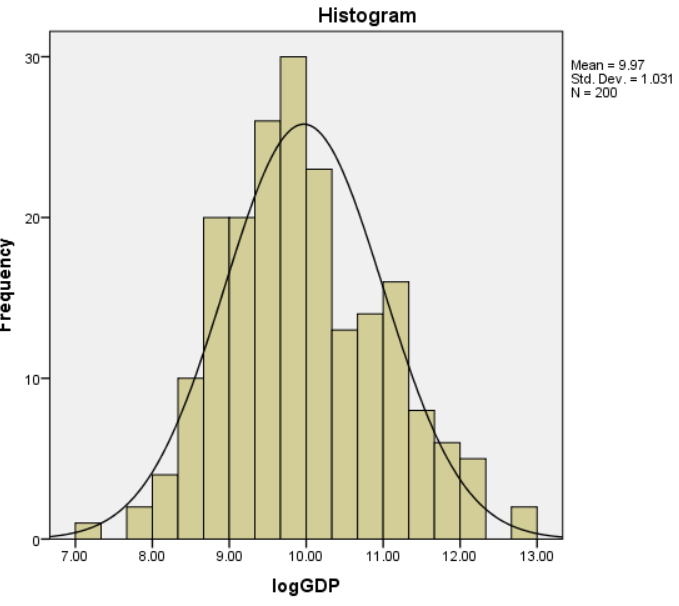 Histogram
Mean = 9.97
Std. Dev. = 1.031
N = 200
Frequency
30
20
10
0
7.00 8.00 9.00 10.00 11.00 12.00 13.00
logGDP